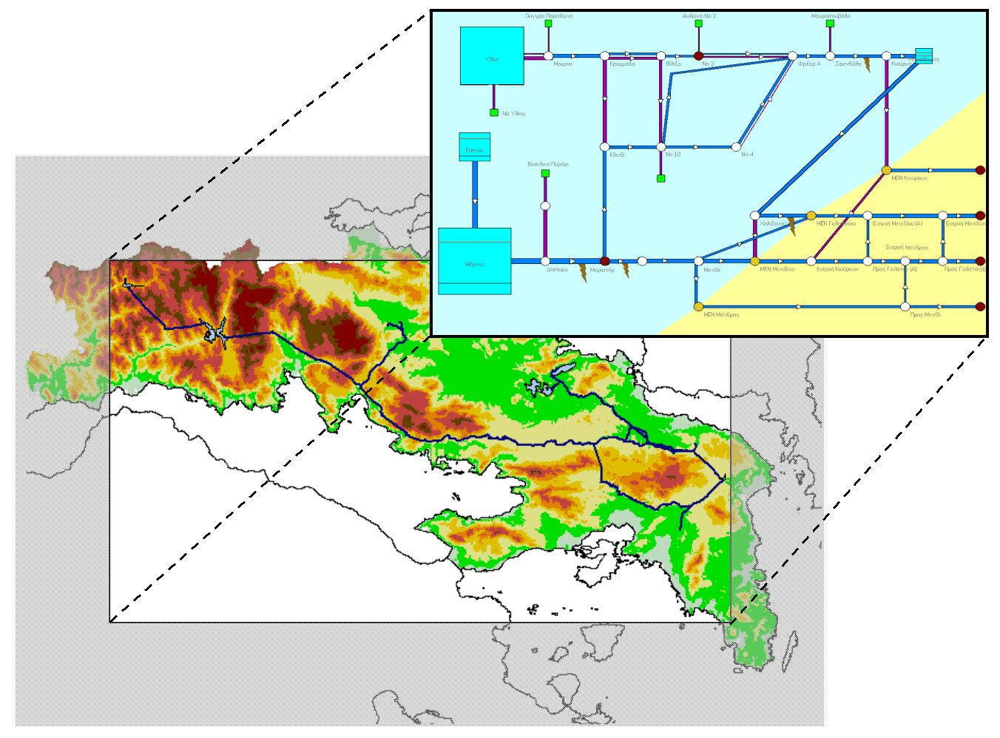 Ούγγρα-Παραλίμνη
Αυλώνα-Νο 3
Μαυροσουβάλα
Υλίκη
Μουρίκι
Κρεμμάδα
Βίλιζα
Νο 3
Φρέαρ Α
Σφενδάλη
Κιούρκα
ΝΔ Υλίκη
Εύηνος
Κλειδί
Νο 10
Νο 4
Βασιλικά-Παρόρι
ΜΕΝ Κιούρκων
Χελιδονού
ΜΕΝ Γαλατσίου
Εισροή Μενιδίου (Α)
Εισροή Μενιδίου
Εισροή Μάνδρας
Μόρνος
Δίστομο
Μεριστής
Μενίδι
ΜΕΝ Μενιδίου
Εισροή Κιούρκων
Προς Γαλάτσι (Α)
Προς Γαλάτσι (Β
ΜΕΝ Μάνδρας
Προς Μενίδι